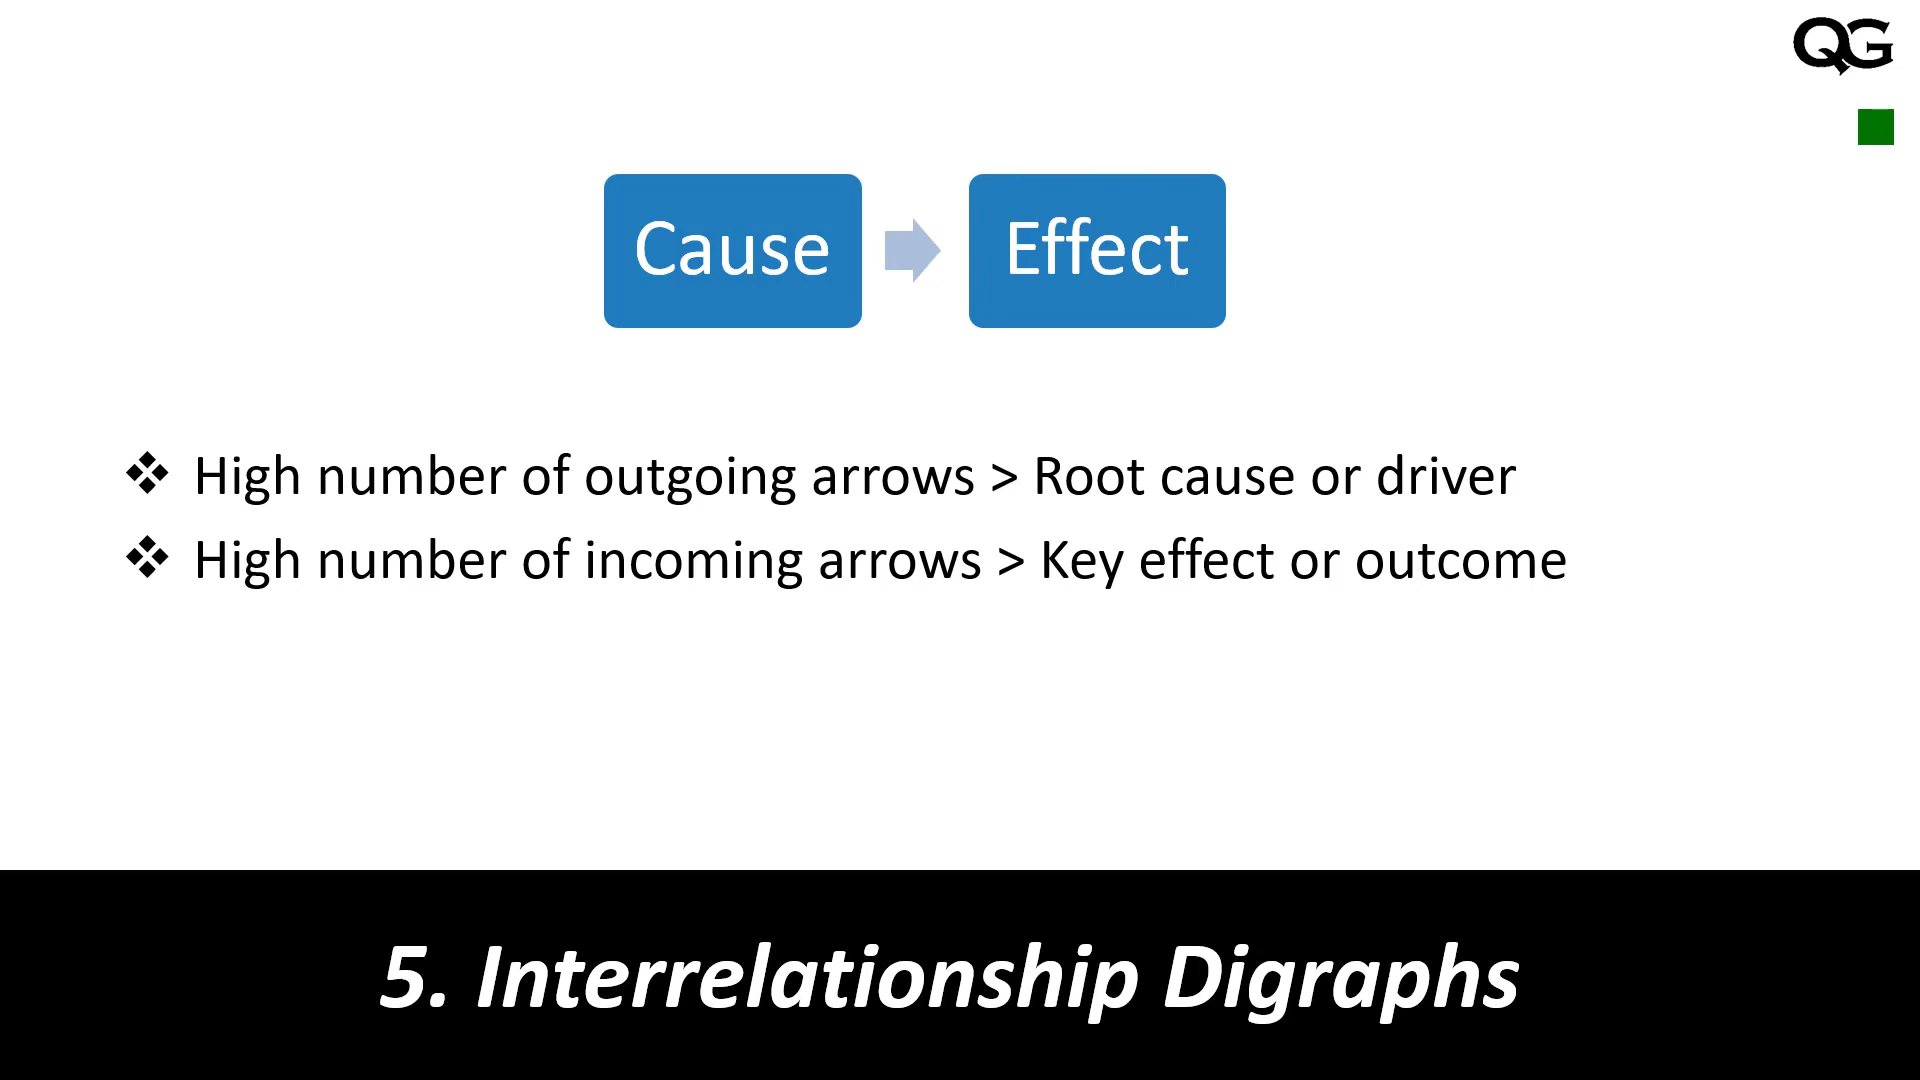 QG
Cause
Effect
❖ High number of outgoing arrows > Root cause or driver
❖ High number of incoming arrows > Key effect or outcome
5. Interrelationship Digraphs